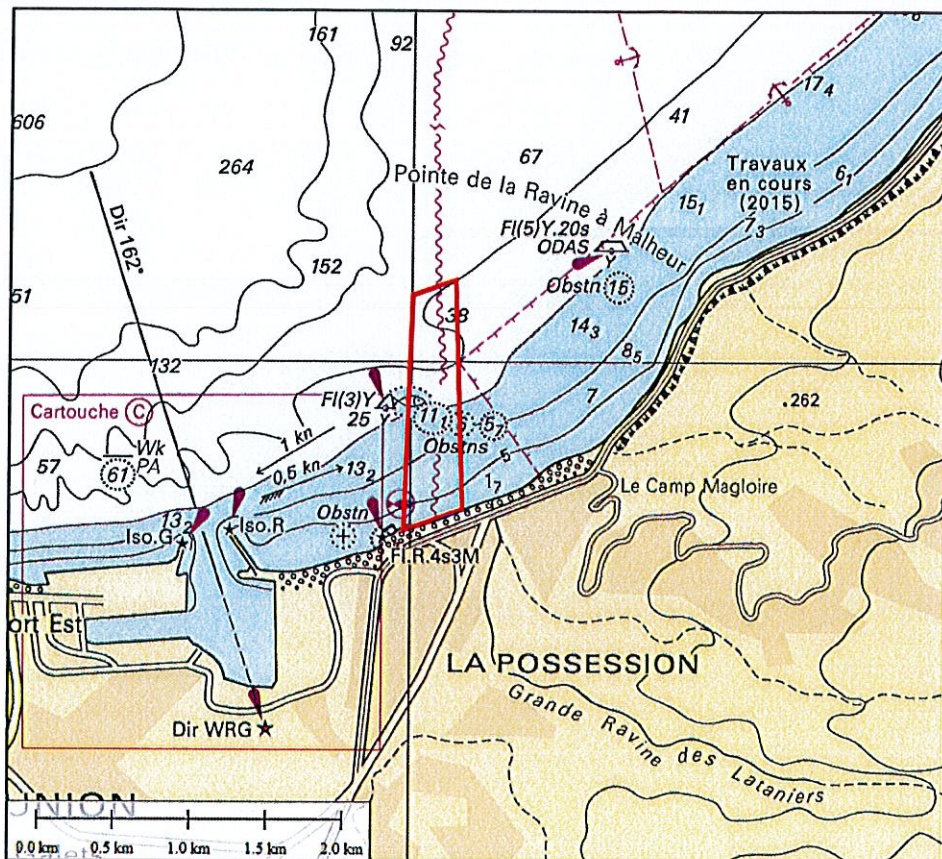 161
92
606
264
41
17₄
67
Pointe de la Ravine à Malheur
Travaux
en cours
(2015)
6₁
15₁
7₃
Fl(5)Y.20s
ODAS
Dir 162°
152
51
Obstn 15
38
14₃
8₅
132
7
Cartouche C
Fl(3)Y
25
11
5₇
Obstns
.262
1 kn
0,5 kn
13₂
5
1₇
Wk
PA
57
61
Le Camp Magloire
13₂
Iso.G
Iso.R
Obstn
Fl.R.4s3M
ort Est
LA POSSESSION
Dir WRG
Grande Ravine des Lataniers
UNION
0.0 km 0.5 km 1.0 km 1.5 km 2.0 km